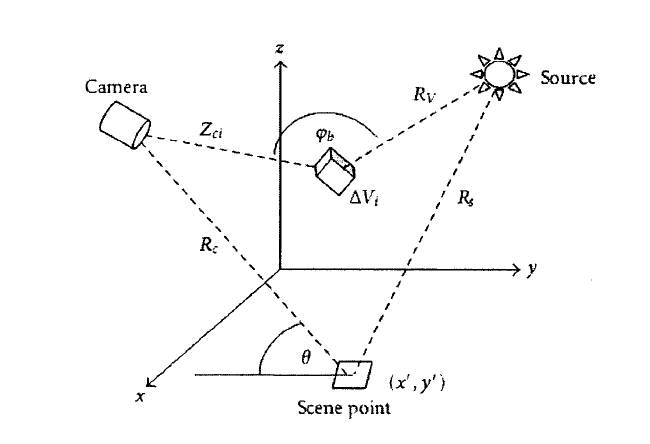 z
Camera
Source
R_V
Z_ci
φ_b
ΔV_i
R_s
R_c
y
θ
x
(x′, y′)
Scene point